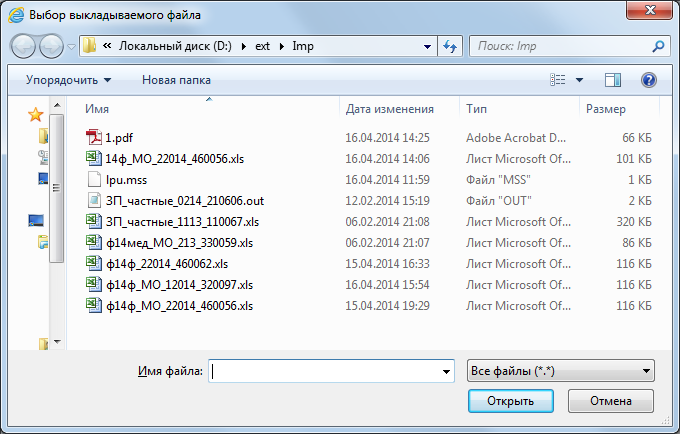 Выбор выкладываемого файла
« Локальный диск (D:) ext Imp
Поиск: Imp
Упорядочить Новая папка
Имя Дата изменения Тип Размер
1.pdf 16.04.2014 14:25 Adobe Acrobat D... 66 КБ
14ф_МО_22014_460056.xls 16.04.2014 14:06 Лист Microsoft Of... 101 КБ
lpu.mss 16.04.2014 11:59 Файл "MSS" 1 КБ
ЗП_частные_0214_210606.out 12.02.2014 15:19 Файл "OUT" 2 КБ
ЗП_частные_1113_110067.xls 06.02.2014 21:08 Лист Microsoft Of... 320 КБ
ф14мед_МО_213_330059.xls 06.02.2014 21:07 Лист Microsoft Of... 86 КБ
ф14ф_22014_460062.xls 15.04.2014 16:33 Лист Microsoft Of... 116 КБ
ф14ф_МО_12014_320097.xls 16.04.2014 15:54 Лист Microsoft Of... 116 КБ
ф14ф_МО_22014_460056.xls 15.04.2014 19:29 Лист Microsoft Of... 116 КБ
Имя файла: Все файлы (*.*)
Открыть Отмена